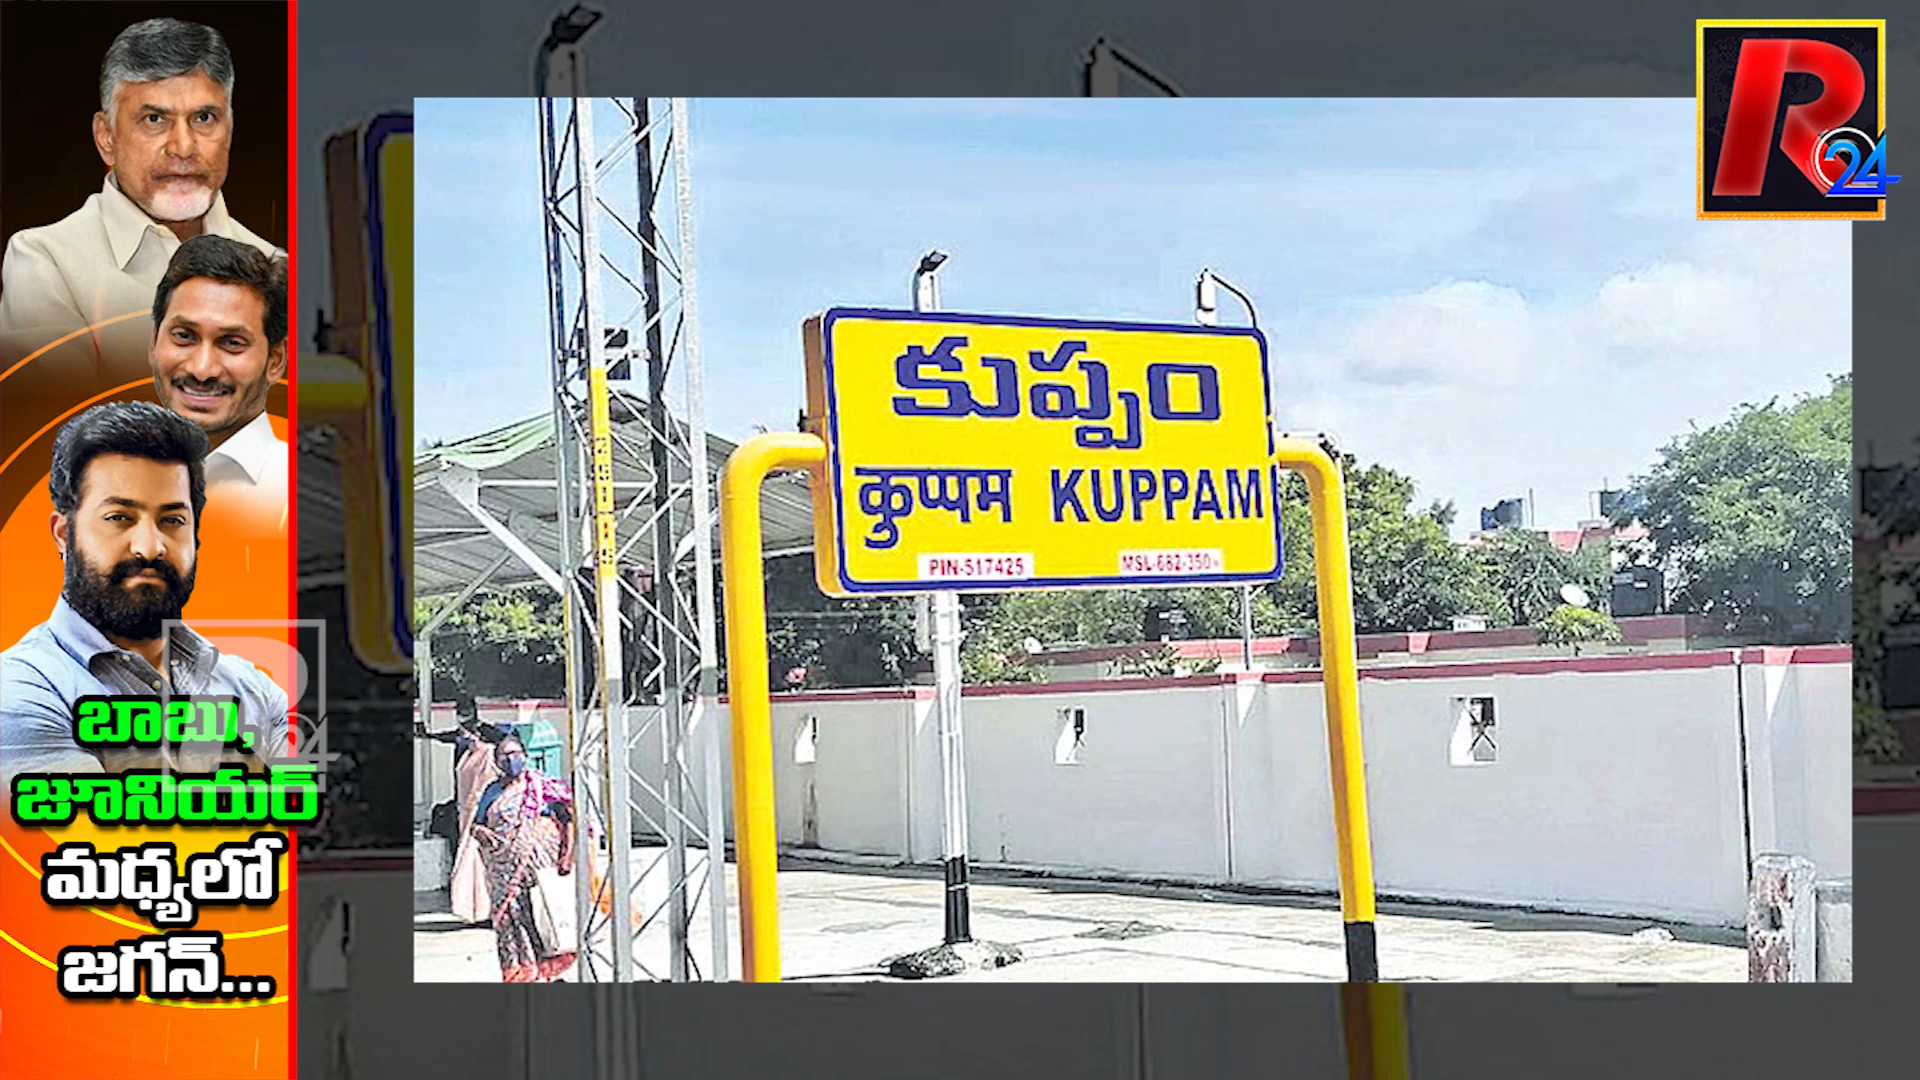 R
24
కుప్పం
कुप्पम KUPPAM
PIN-517425 MSL-682-350
బాబు,
జూనియర్
మధ్యలో
జగన్...